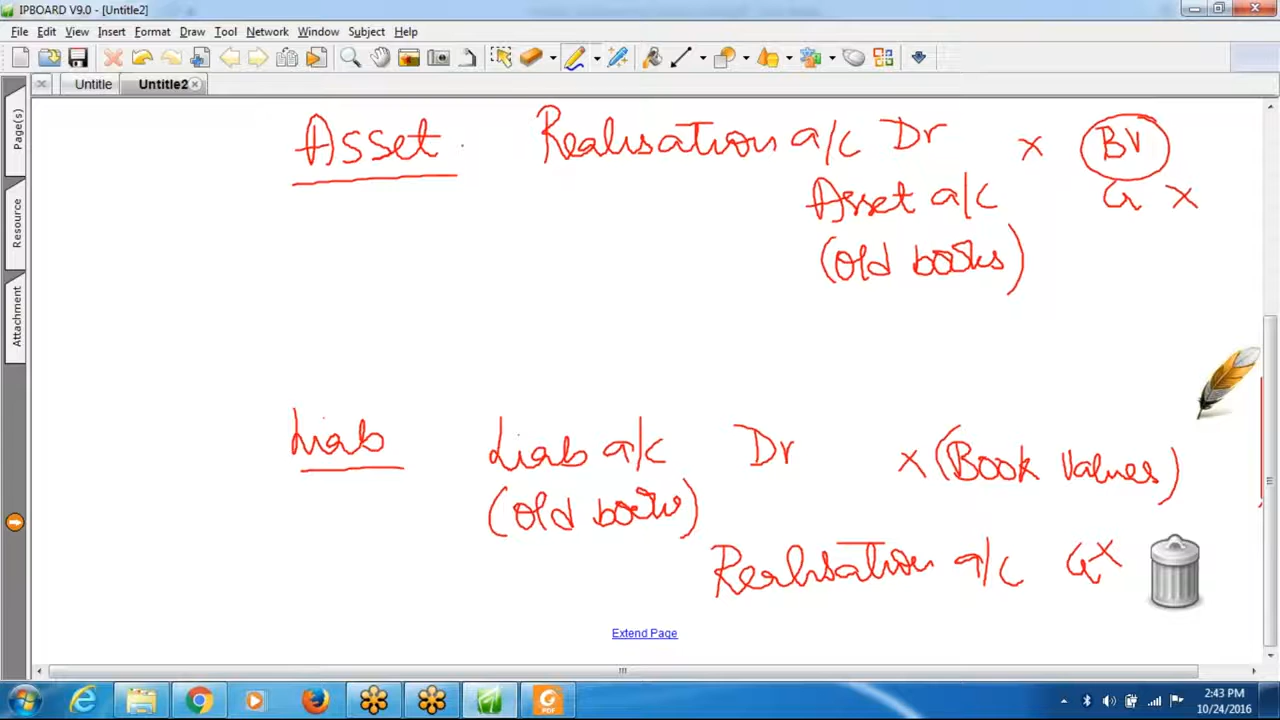 IPBOARD V9.0 - [Untitle2]
File Edit View Insert Format Draw Tool Network Window Subject Help
Untitle Untitle2
Page(s)
Resource
Attachment
Asset Realisation a/c Dr x BV
Asset a/c Cr x
(old books)
Liab Liab a/c Dr x (Book values)
(old books)
Realisation a/c Cr x
Extend Page
PDF
2:43 PM
10/24/2016